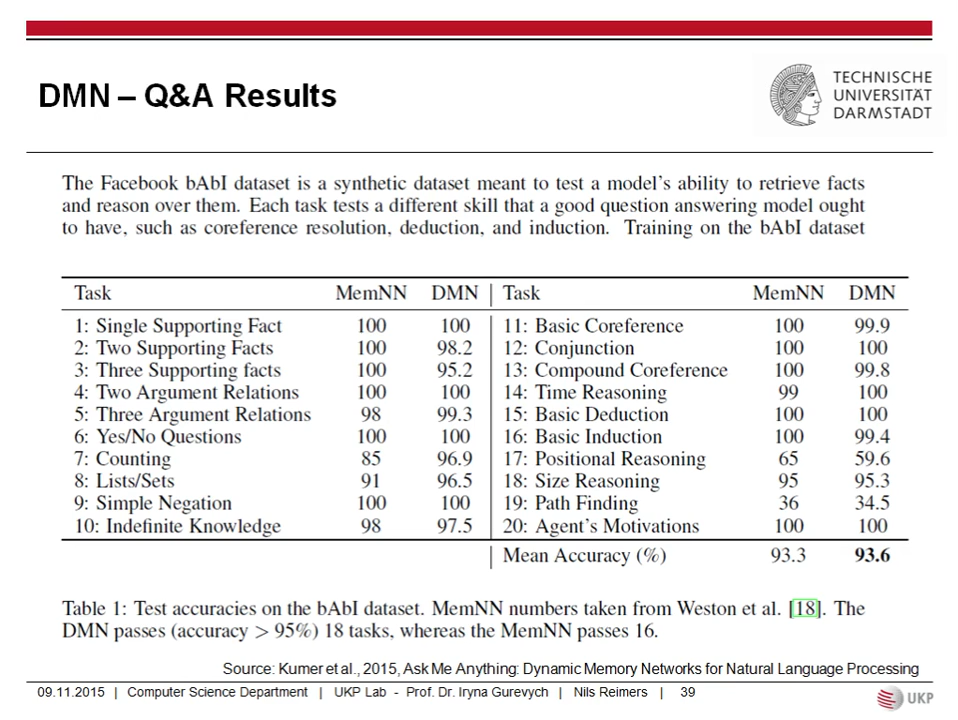 DMN – Q&A Results
TECHNISCHE
UNIVERSITÄT
DARMSTADT
The Facebook bAbI dataset is a synthetic dataset meant to test a model's ability to retrieve facts
and reason over them. Each task tests a different skill that a good question answering model ought
to have, such as coreference resolution, deduction, and induction. Training on the bAbI dataset
Task MemNN DMN | Task MemNN DMN
1: Single Supporting Fact 100 100 11: Basic Coreference 100 99.9
2: Two Supporting Facts 100 98.2 12: Conjunction 100 100
3: Three Supporting facts 100 95.2 13: Compound Coreference 100 99.8
4: Two Argument Relations 100 100 14: Time Reasoning 99 100
5: Three Argument Relations 98 99.3 15: Basic Deduction 100 100
6: Yes/No Questions 100 100 16: Basic Induction 100 99.4
7: Counting 85 96.9 17: Positional Reasoning 65 59.6
8: Lists/Sets 91 96.5 18: Size Reasoning 95 95.3
9: Simple Negation 100 100 19: Path Finding 36 34.5
10: Indefinite Knowledge 98 97.5 20: Agent's Motivations 100 100
| Mean Accuracy (%) 93.3 93.6
Table 1: Test accuracies on the bAbI dataset. MemNN numbers taken from Weston et al. [18]. The
DMN passes (accuracy > 95%) 18 tasks, whereas the MemNN passes 16.
Source: Kumer et al., 2015, Ask Me Anything: Dynamic Memory Networks for Natural Language Processing
09.11.2015 | Computer Science Department | UKP Lab - Prof. Dr. Iryna Gurevych | Nils Reimers | 39
UKP